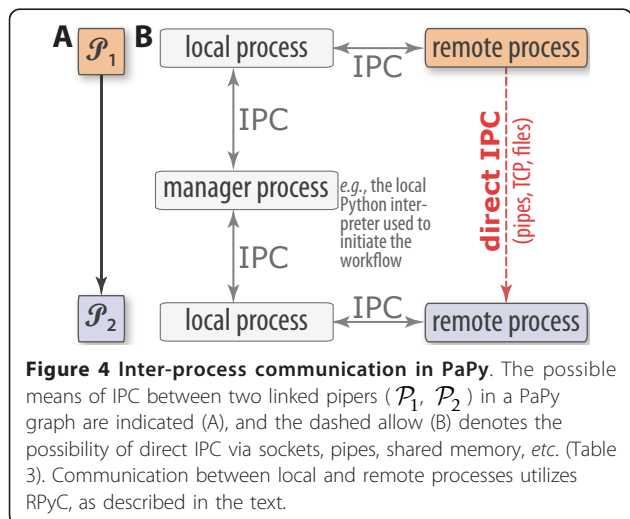 A
B
𝒫1
local process
IPC
remote process
IPC
direct IPC
(pipes, TCP, files)
manager process
e.g., the local
Python inter-
preter used to
initiate the
workflow
IPC
𝒫2
local process
IPC
remote process
Figure 4 Inter-process communication in PaPy. The possible
means of IPC between two linked pipers (𝒫1, 𝒫2) in a PaPy
graph are indicated (A), and the dashed allow (B) denotes the
possibility of direct IPC via sockets, pipes, shared memory, etc. (Table
3). Communication between local and remote processes utilizes
RPyC, as described in the text.